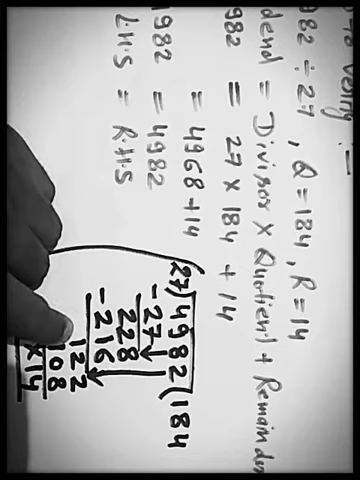 982 ÷ 27 , Q = 184 , R = 14
dend = Divisor × Quotient + Remainder
982 = 27 × 184 + 14
= 4968 + 14
982 = 4982
L.H.S = R.H.S
27) 4982 (184
- 27
228
- 216
122
108
×14